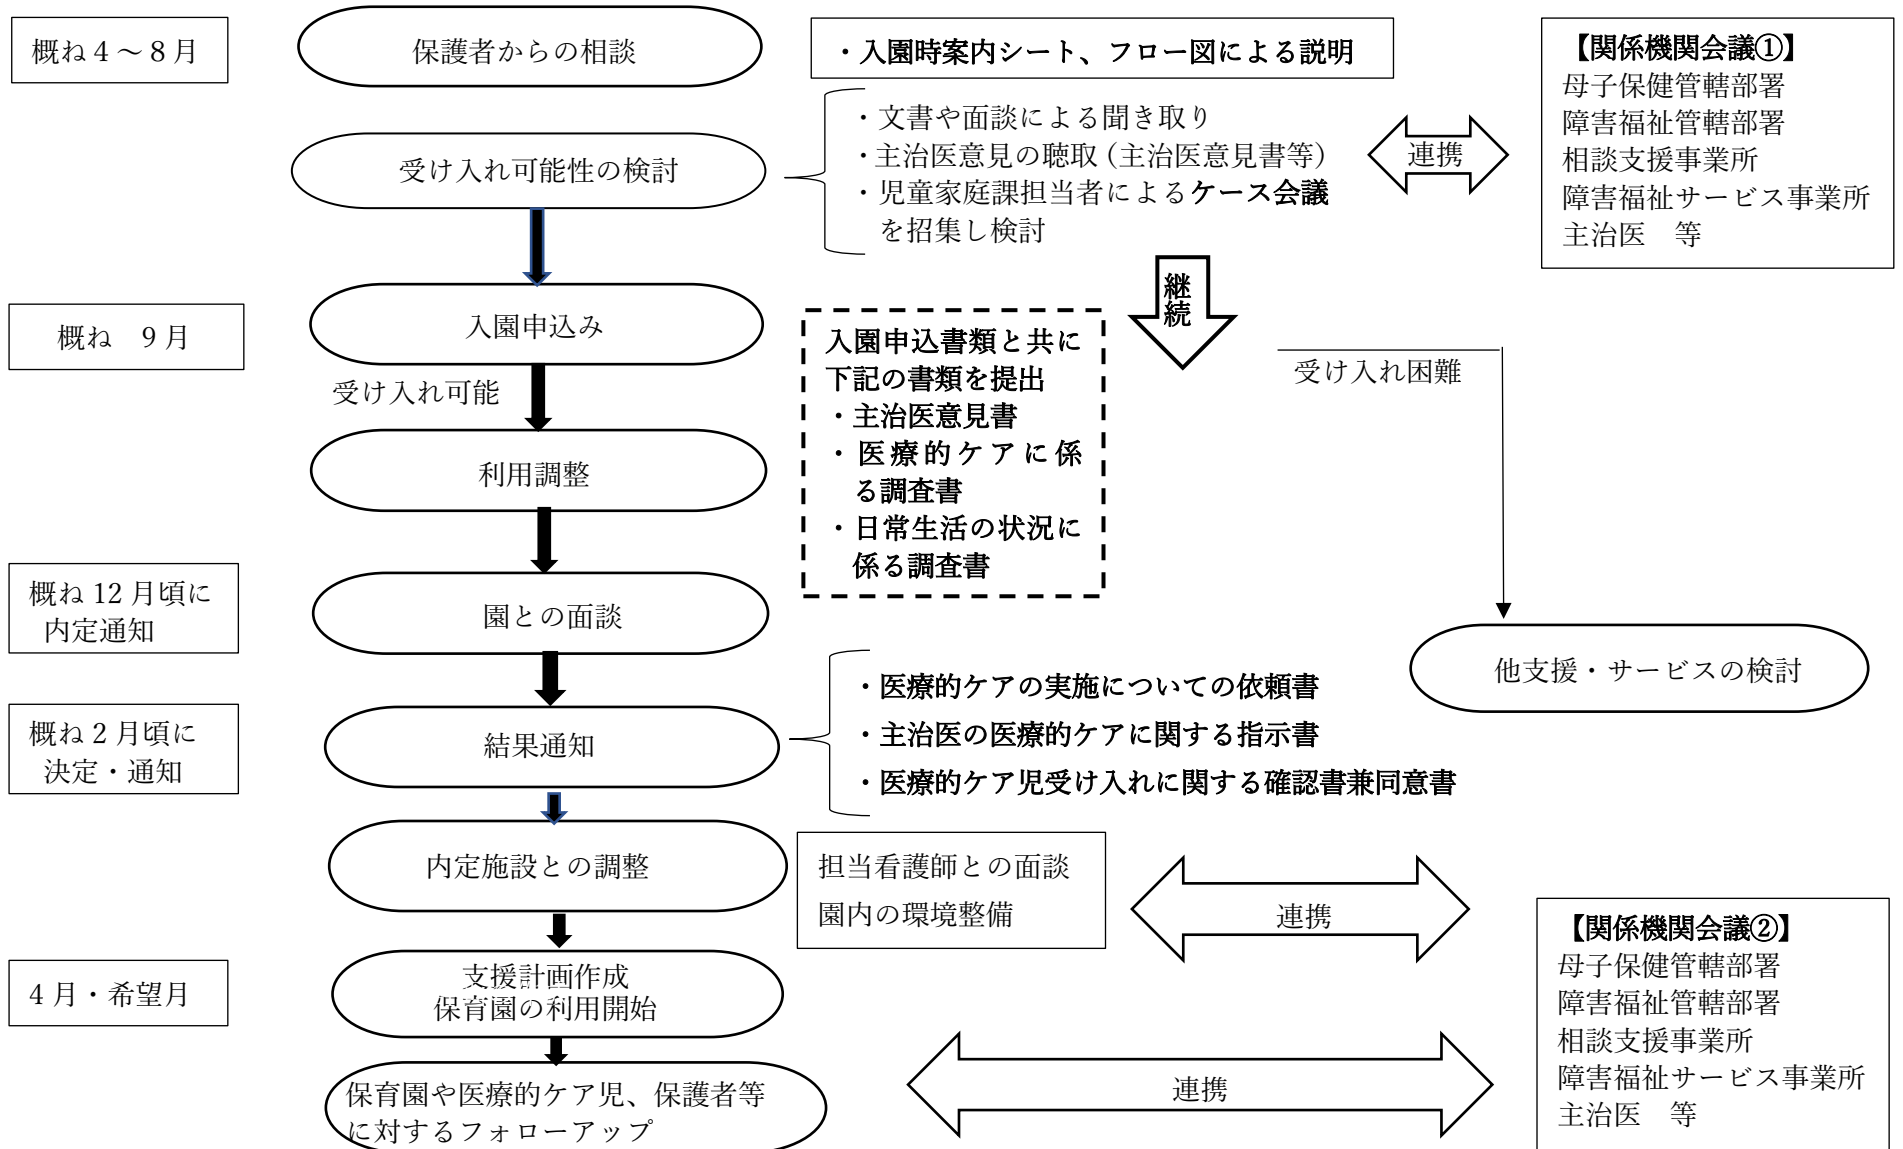 概ね４～８月
保護者からの相談
・入園時案内シート、フロー図による説明
【関係機関会議①】
母子保健管轄部署
障害福祉管轄部署
相談支援事業所
障害福祉サービス事業所
主治医　等
受け入れ可能性の検討
・文書や面談による聞き取り
・主治医意見の聴取（主治医意見書等）
・児童家庭課担当者によるケース会議
を招集し検討
連携
継続
概ね　９月
入園申込み
受け入れ可能
入園申込書類と共に
下記の書類を提出
・主治医意見書
・医療的ケアに係
る調査書
・日常生活の状況に
係る調査書
受け入れ困難
利用調整
概ね 12 月頃に
内定通知
園との面談
他支援・サービスの検討
概ね 2 月頃に
決定・通知
結果通知
・医療的ケアの実施についての依頼書
・主治医の医療的ケアに関する指示書
・医療的ケア児受け入れに関する確認書兼同意書
内定施設との調整
担当看護師との面談
園内の環境整備
連携
【関係機関会議②】
母子保健管轄部署
障害福祉管轄部署
相談支援事業所
障害福祉サービス事業所
主治医　等
4 月・希望月
支援計画作成
保育園の利用開始
連携
保育園や医療的ケア児、保護者等
に対するフォローアップ